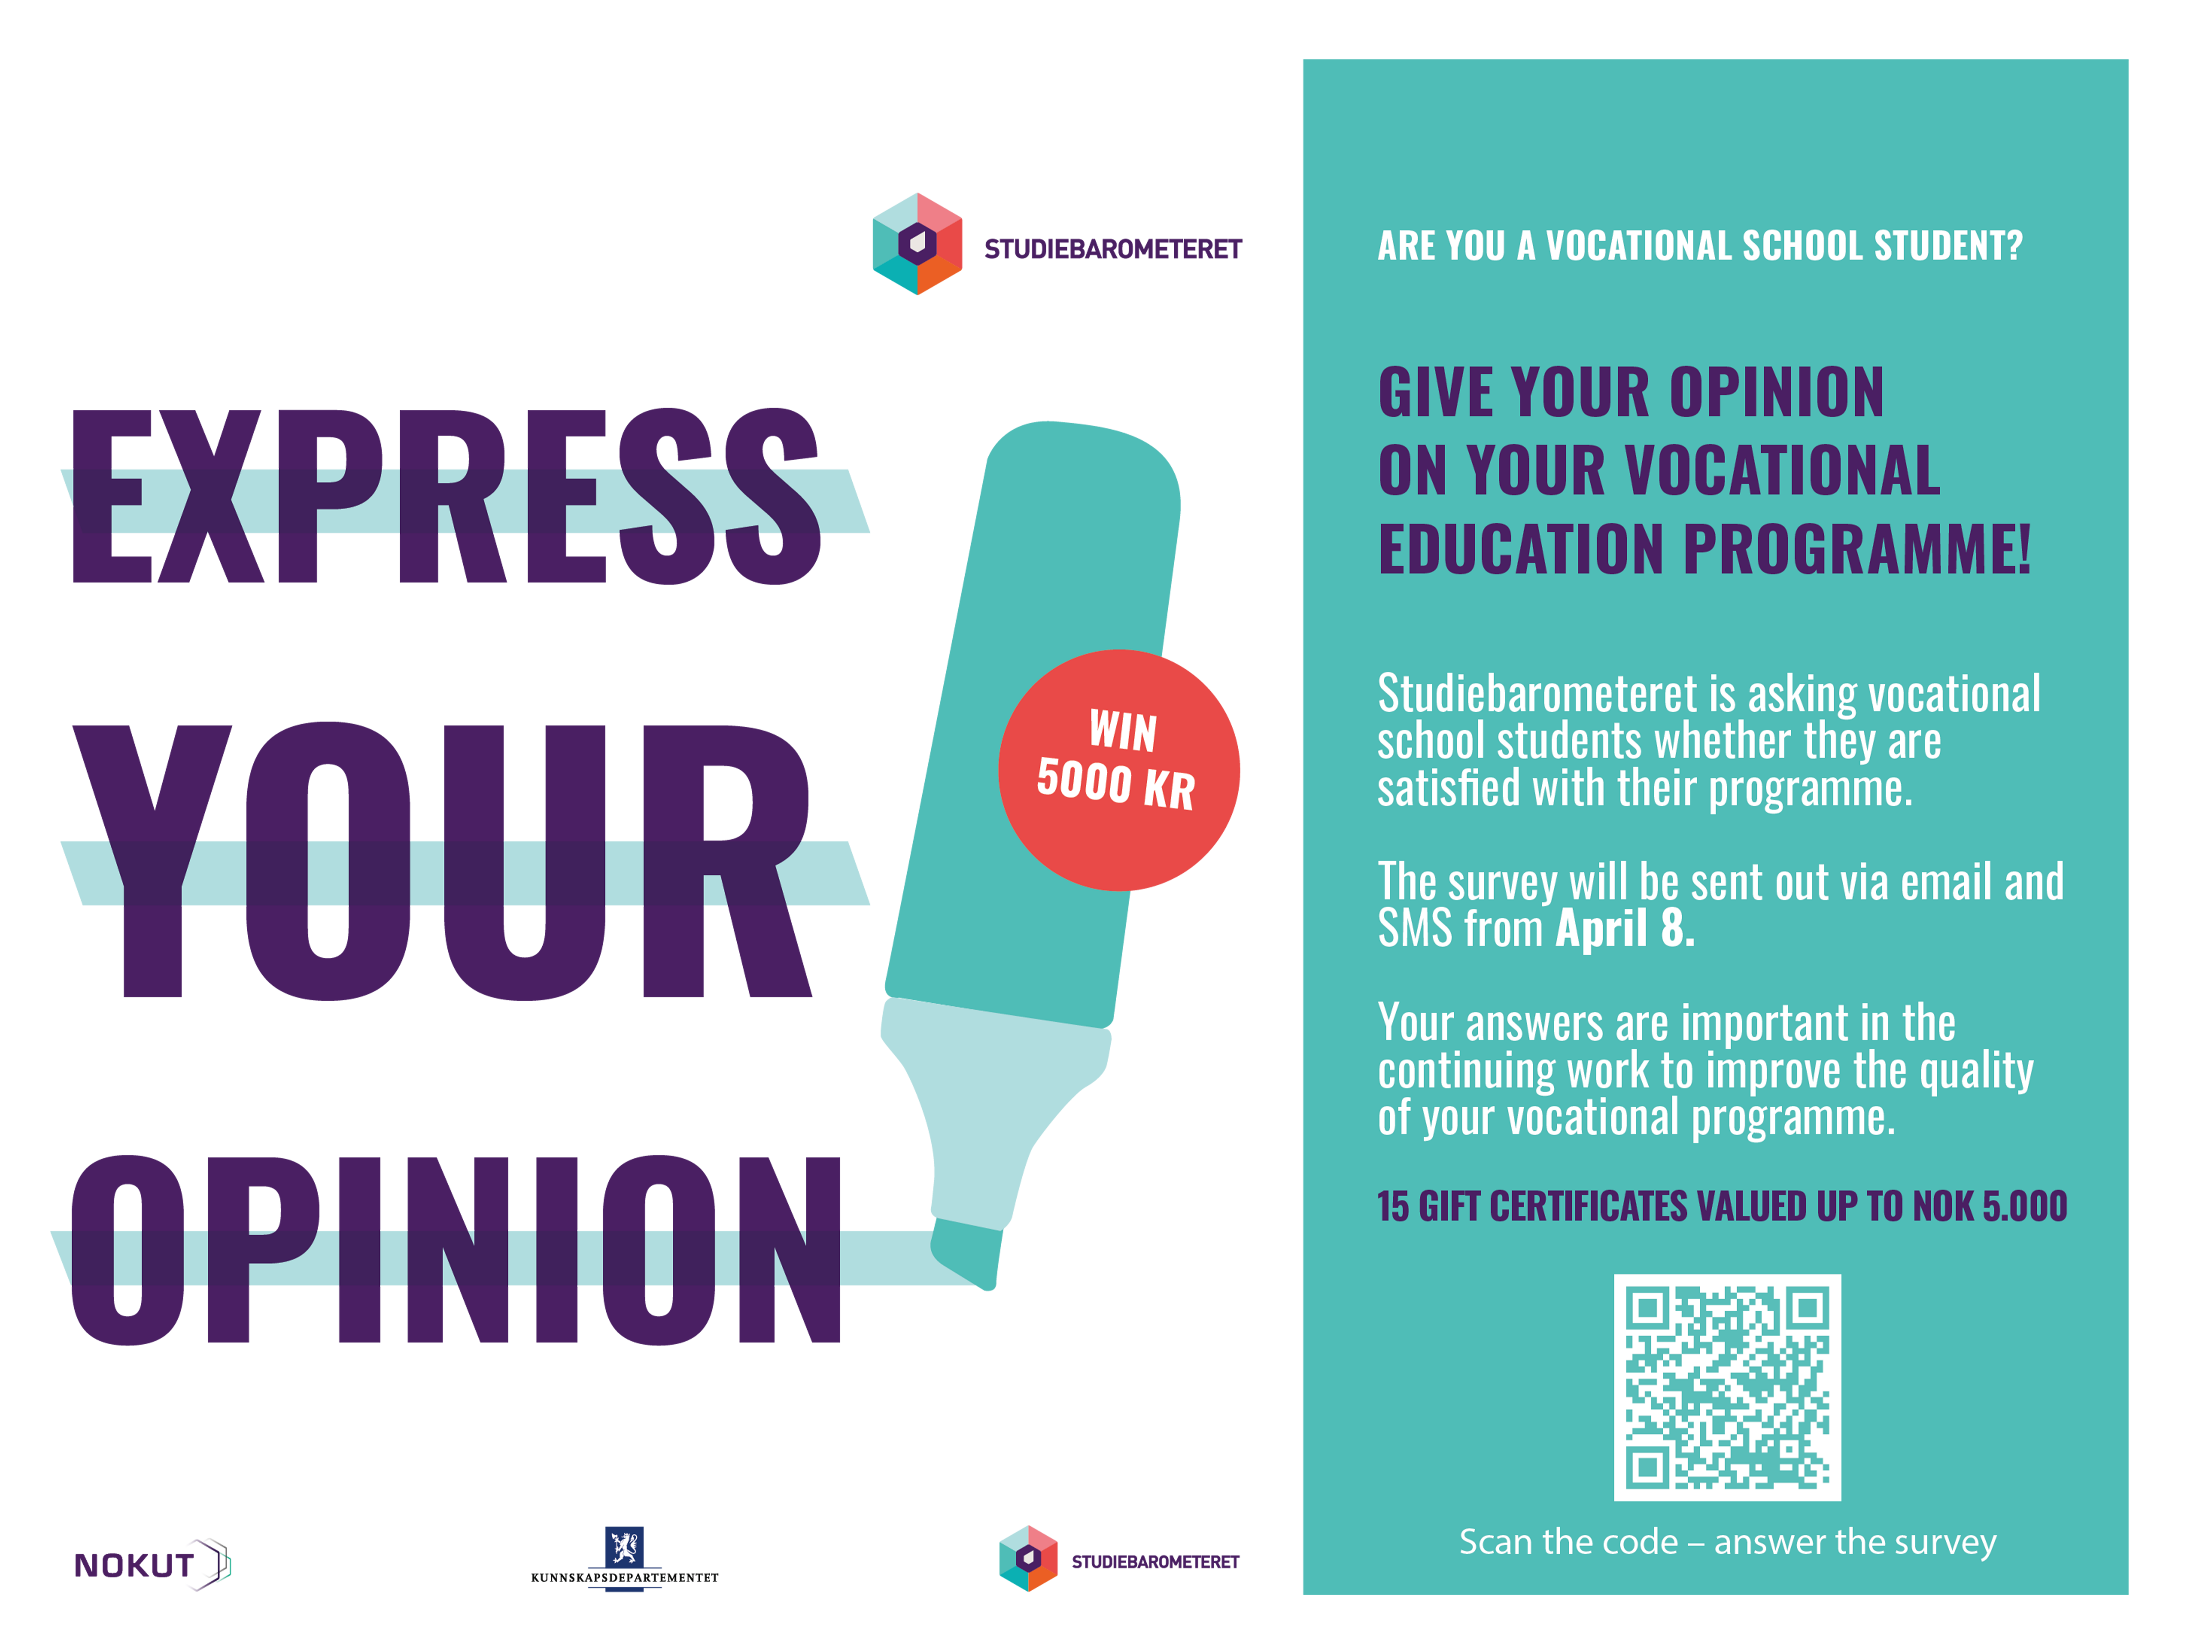 STUDIEBAROMETERET
EXPRESS
YOUR
OPINION
WIN
5000 KR
NOKUT
KUNNSKAPSDEPARTEMENTET
STUDIEBAROMETERET
ARE YOU A VOCATIONAL SCHOOL STUDENT?
GIVE YOUR OPINION
ON YOUR VOCATIONAL
EDUCATION PROGRAMME!
Studiebarometeret is asking vocational
school students whether they are
satisfied with their programme.
The survey will be sent out via email and
SMS from April 8.
Your answers are important in the
continuing work to improve the quality
of your vocational programme.
15 GIFT CERTIFICATES VALUED UP TO NOK 5.000
Scan the code – answer the survey